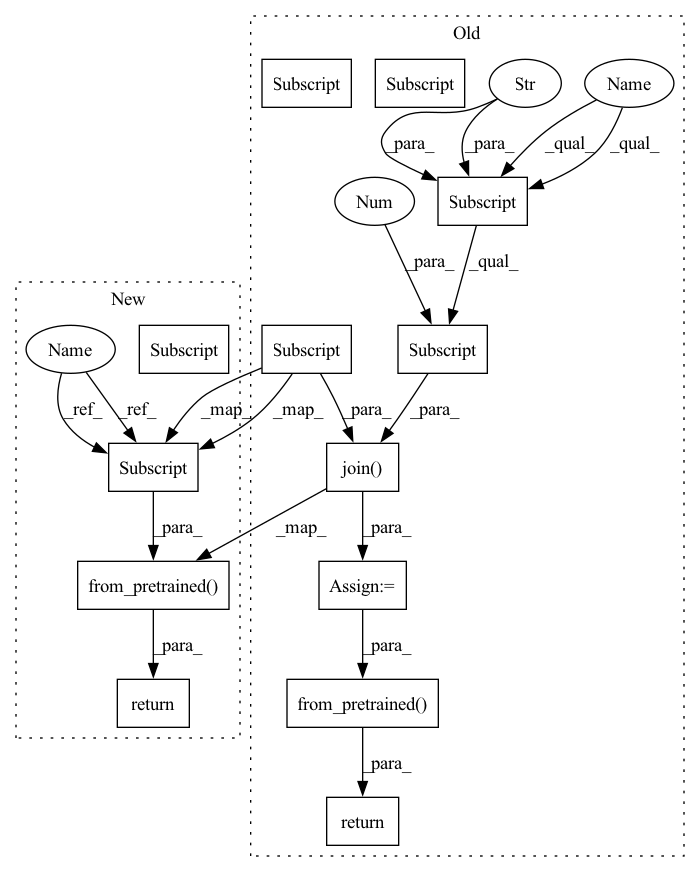 Old
Subscript
Subscript
Str
Name
_para_
_para_
_qual_
_qual_
Num
Subscript
_para_
_qual_
New
Name
Subscript
Subscript
Subscript
_ref_
_ref_
_map_
_map_
_para_
_para_
Subscript
join()
_para_
_map_
_para_
from_pretrained()
Assign:=
_para_
_para_
return
from_pretrained()
_para_
return